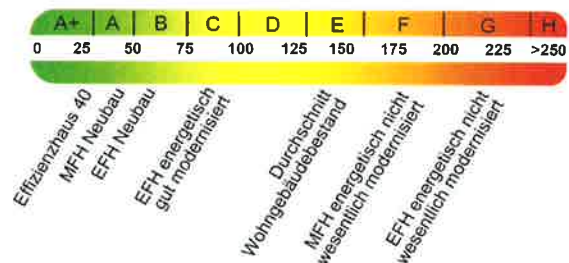 A+ A B C D E F G H
0 25 50 75 100 125 150 175 200 225 >250
Effizienzhaus 40
MFH Neubau
EFH Neubau
EFH energetisch
gut modernisiert
Durchschnitt
Wohngebäudebestand
MFH energetisch nicht
wesentlich modernisiert
EFH energetisch nicht
wesentlich modernisiert